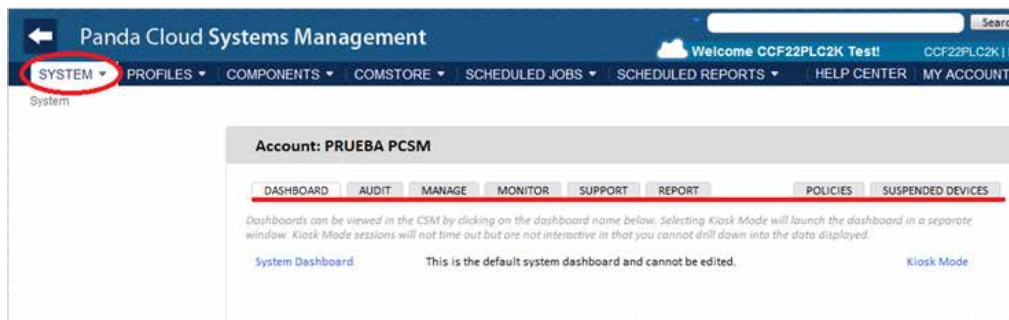 Panda Cloud Systems Management
Welcome CCF22PLC2K Test!
CCF22PLC2K |
SYSTEM PROFILES COMPONENTS COMSTORE SCHEDULED JOBS SCHEDULED REPORTS HELP CENTER MY ACCOUNT
System
Account: PRUEBA PCSM
DASHBOARD AUDIT MANAGE MONITOR SUPPORT REPORT POLICIES SUSPENDED DEVICES
Dashboards can be viewed in the CSM by clicking on the dashboard name below. Selecting Kiosk Mode will launch the dashboard in a separate
window. Kiosk Mode sessions will not time out but are not interactive in that you cannot drill down into the data displayed.
System Dashboard This is the default system dashboard and cannot be edited. Kiosk Mode